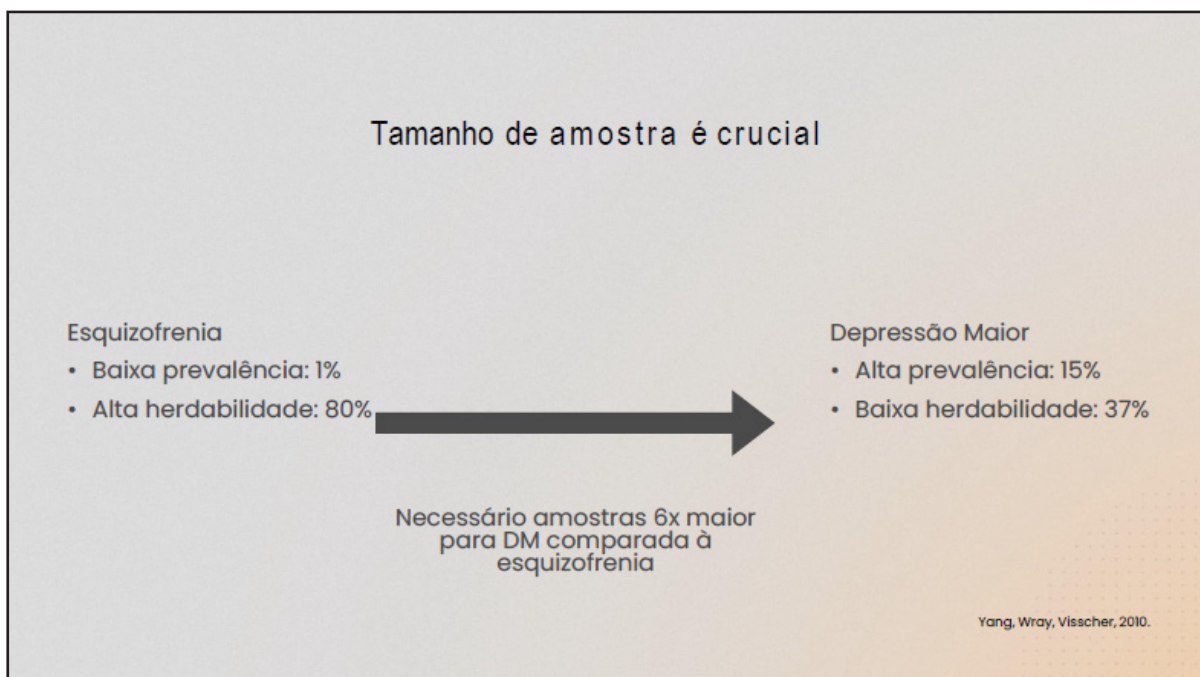 Tamanho de amostra é crucial
Esquizofrenia
• Baixa prevalência: 1%
• Alta herdabilidade: 80%
Necessário amostras 6x maior
para DM comparada à
esquizofrenia
Depressão Maior
• Alta prevalência: 15%
• Baixa herdabilidade: 37%
Yang, Wray, Visscher, 2010.